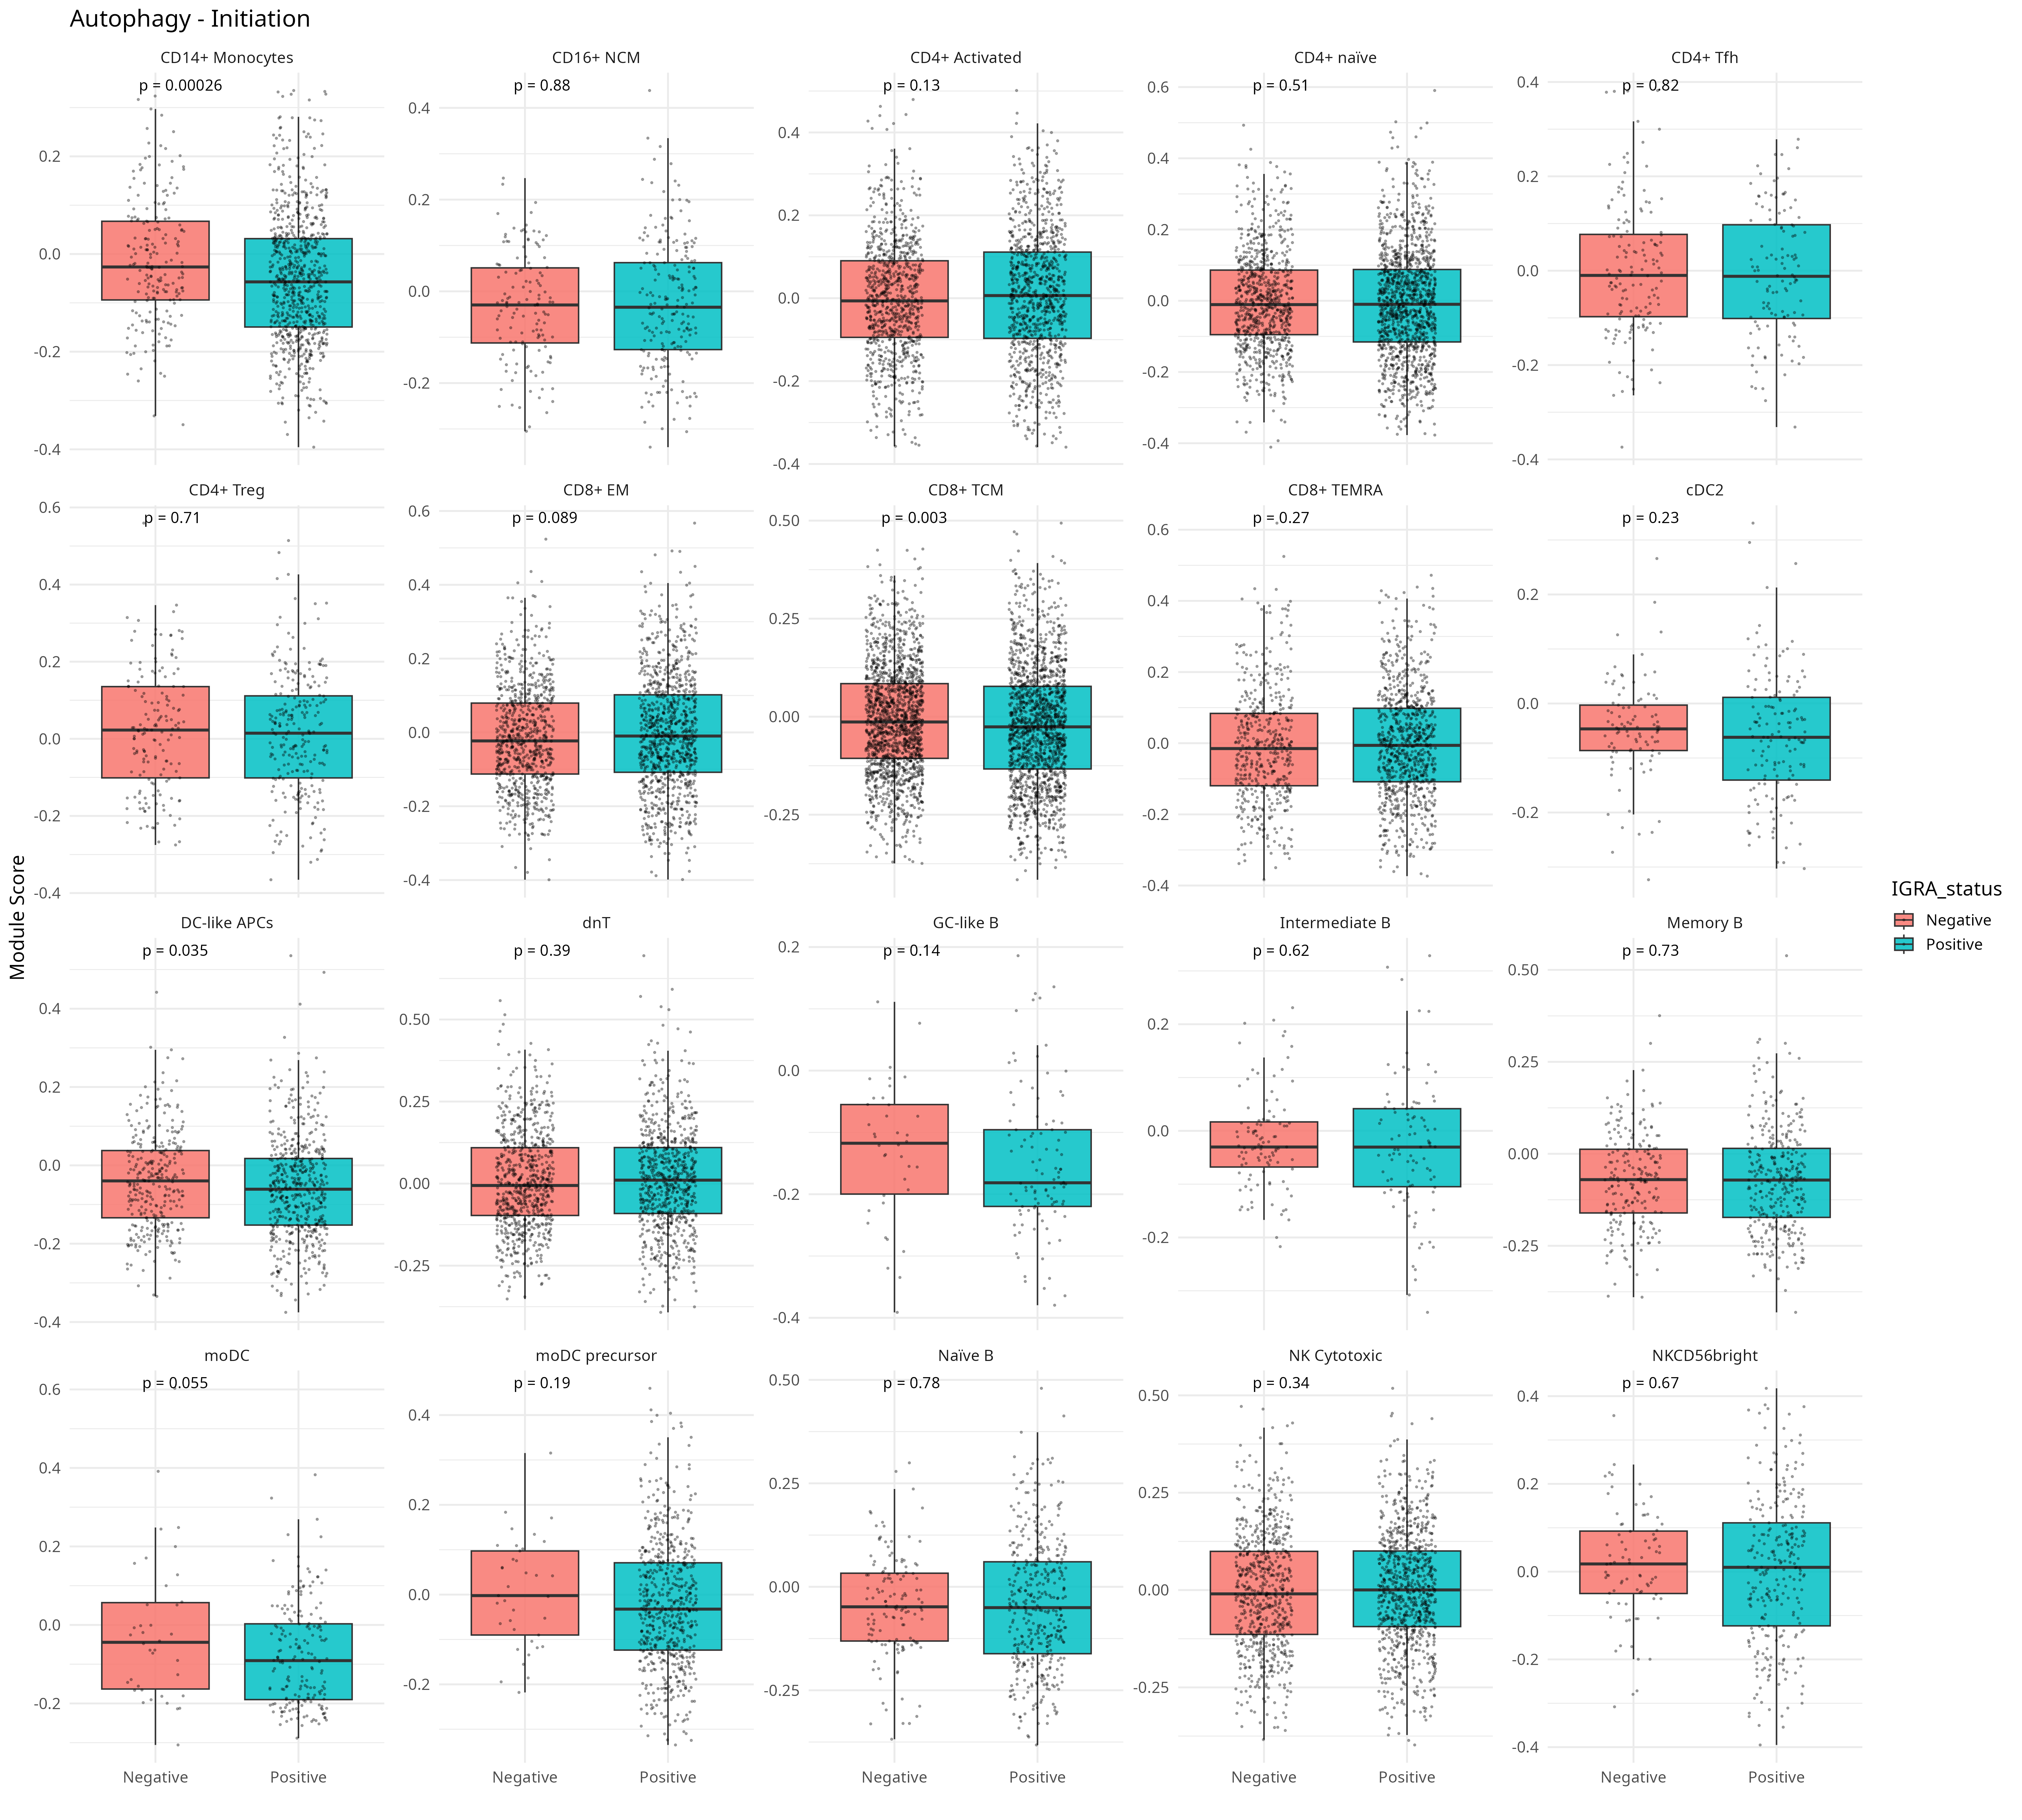 Autophagy - Initiation
CD14+ Monocytes
p = 0.00026
0.2
0.0
-0.2
-0.4
CD16+ NCM
p = 0.88
0.4
0.2
0.0
-0.2
CD4+ Activated
p = 0.13
0.4
0.2
0.0
-0.2
-0.4
CD4+ naïve
p = 0.51
0.6
0.4
0.2
0.0
-0.2
-0.4
CD4+ Tfh
p = 0.82
0.4
0.2
0.0
-0.2
-0.4
CD4+ Treg
p = 0.71
0.6
0.4
0.2
0.0
-0.2
-0.4
CD8+ EM
p = 0.089
0.6
0.4
0.2
0.0
-0.2
-0.4
CD8+ TCM
p = 0.003
0.50
0.25
0.00
-0.25
CD8+ TEMRA
p = 0.27
0.6
0.4
0.2
0.0
-0.2
-0.4
cDC2
p = 0.23
0.2
0.0
-0.2
Module Score
IGRA_status
Negative
Positive
DC-like APCs
p = 0.035
0.4
0.2
0.0
-0.2
-0.4
dnT
p = 0.39
0.50
0.25
0.00
-0.25
GC-like B
p = 0.14
0.2
0.0
-0.2
-0.4
Intermediate B
p = 0.62
0.2
0.0
-0.2
Memory B
p = 0.73
0.50
0.25
0.00
-0.25
moDC
p = 0.055
0.6
0.4
0.2
0.0
-0.2
moDC precursor
p = 0.19
0.4
0.2
0.0
-0.2
Naïve B
p = 0.78
0.50
0.25
0.00
-0.25
NK Cytotoxic
p = 0.34
0.50
0.25
0.00
-0.25
NKCD56bright
p = 0.67
0.4
0.2
0.0
-0.2
-0.4
Negative Positive
Negative Positive
Negative Positive
Negative Positive
Negative Positive